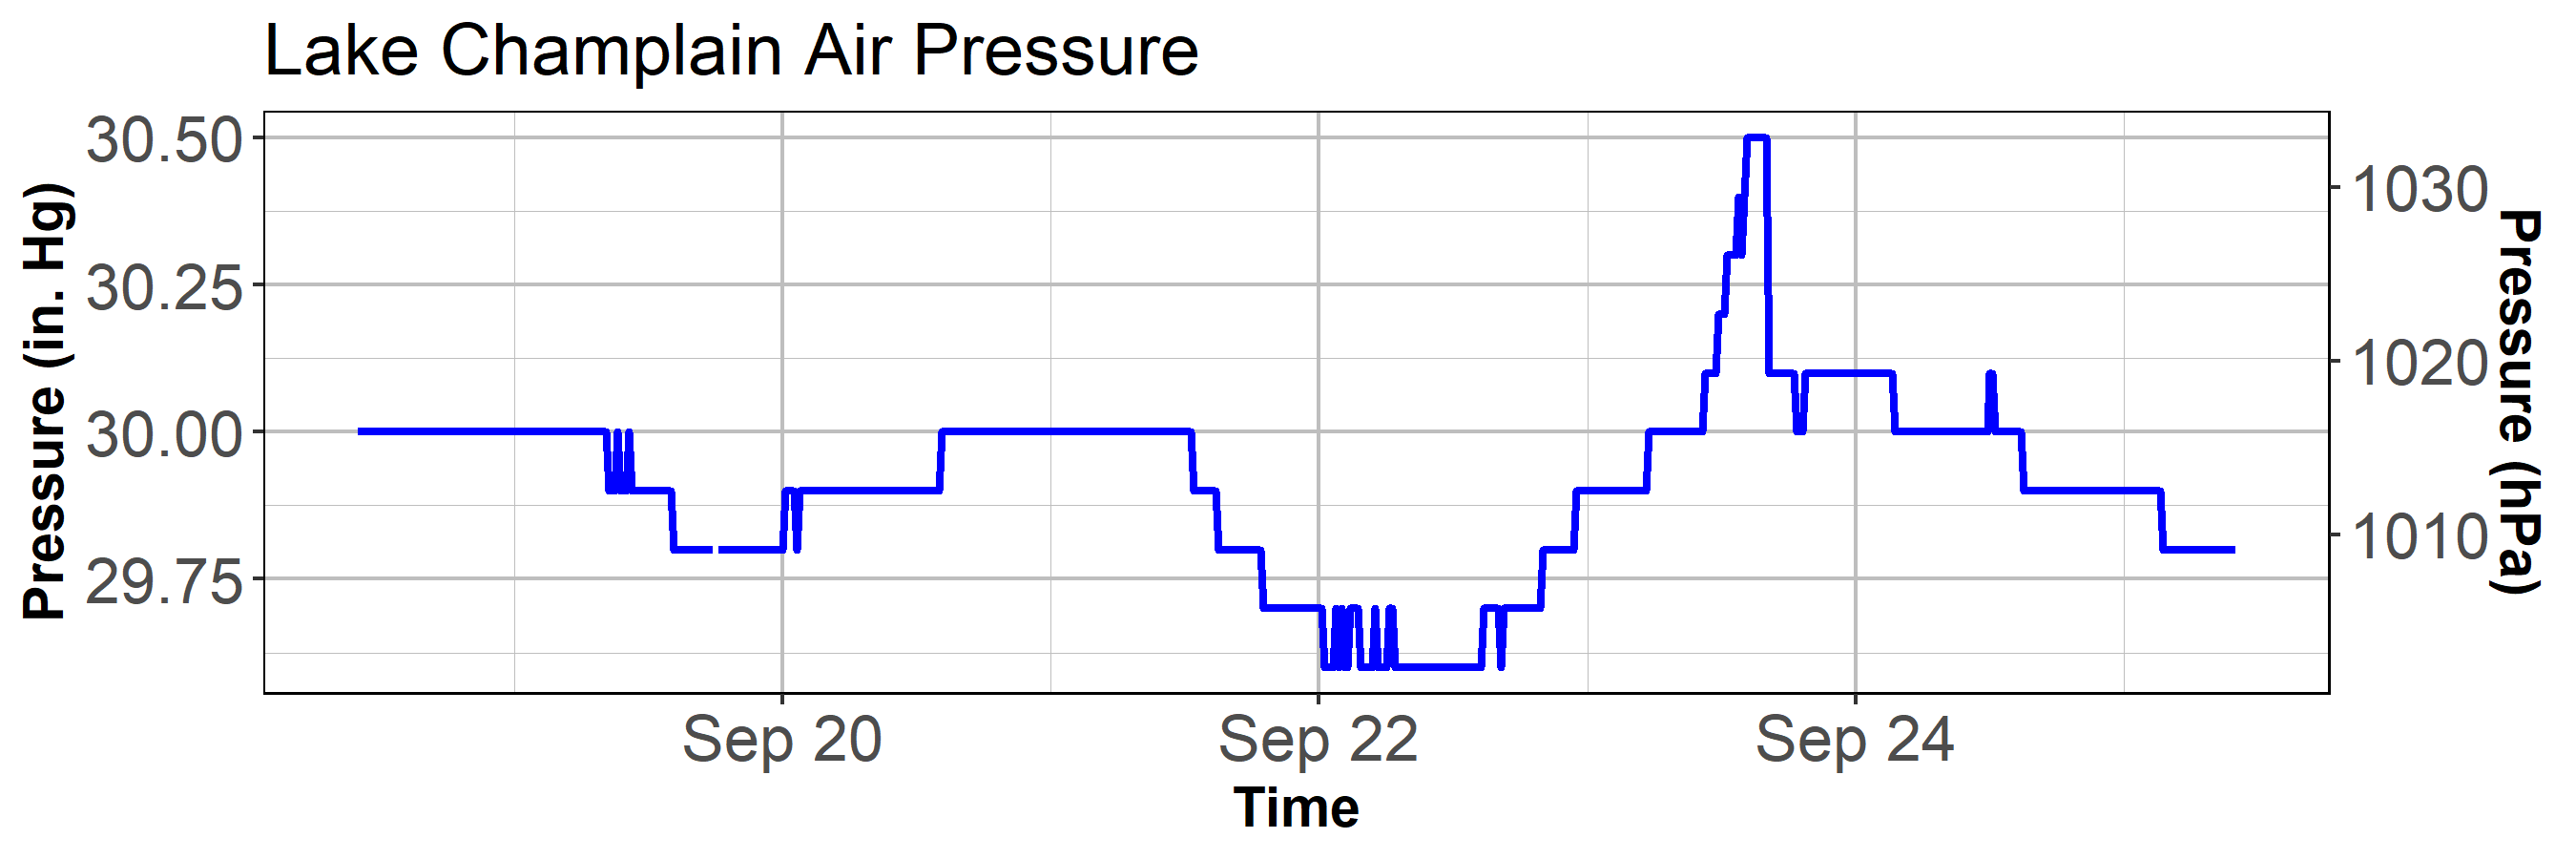 Lake Champlain Air Pressure
Pressure (in. Hg)
30.50
30.25
30.00
29.75
1030
1020
1010
Pressure (hPa)
Sep 20
Sep 22
Sep 24
Time